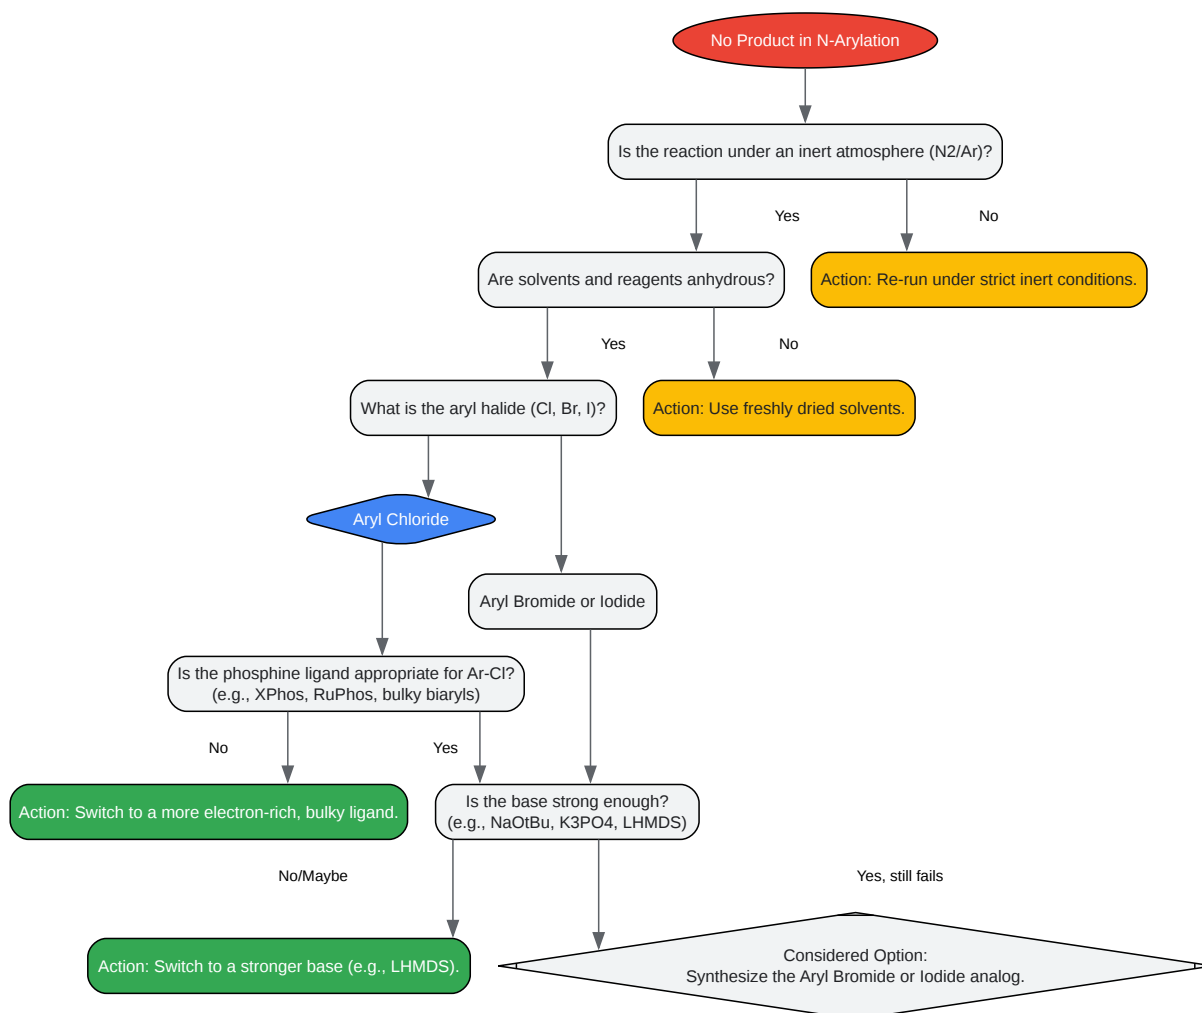 No Product in N-Arylation
Is the reaction under an inert atmosphere (N2/Ar)?
Yes
No
Are solvents and reagents anhydrous?
Action: Re-run under strict inert conditions.
Yes
No
What is the aryl halide (Cl, Br, I)?
Action: Use freshly dried solvents.
Aryl Chloride
Aryl Bromide or Iodide
Is the phosphine ligand appropriate for Ar-Cl?
(e.g., XPhos, RuPhos, bulky biaryls)
No
Yes
Action: Switch to a more electron-rich, bulky ligand.
Is the base strong enough?
(e.g., NaOtBu, K3PO4, LHMDS)
No/Maybe
Yes, still fails
Action: Switch to a stronger base (e.g., LHMDS).
Considered Option:
Synthesize the Aryl Bromide or Iodide analog.